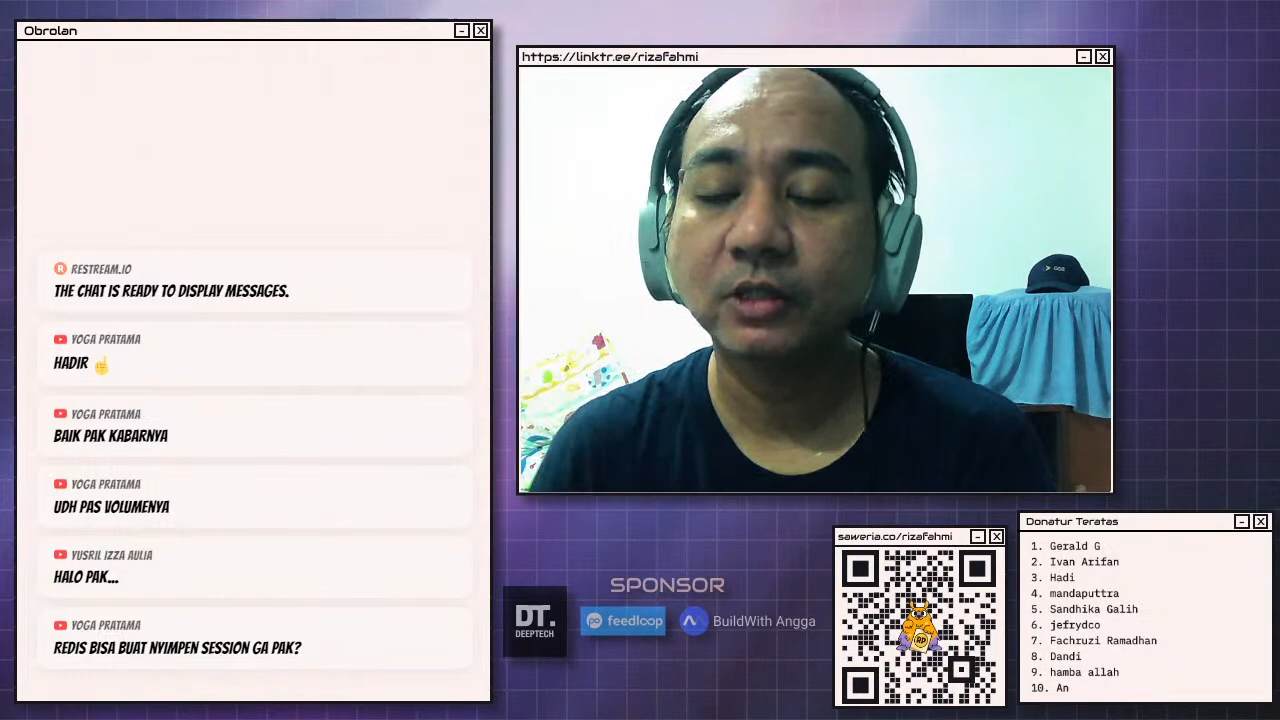 Obrolan
RESTREAM.IO
THE CHAT IS READY TO DISPLAY MESSAGES.
YOGA PRATAMA
HADIR ☝
YOGA PRATAMA
BAIK PAK KABARNYA
YOGA PRATAMA
UDH PAS VOLUMENYA
YUSRIL IZZA AULIA
HALO PAK...
YOGA PRATAMA
REDIS BISA BUAT NYIMPEN SESSION GA PAK?
https://linktr.ee/rizafahmi
SPONSOR
DT.
DEEPTECH
feedloop
BuildWith Angga
saweria.co/rizafahmi
Donatur Teratas
1. Gerald G
2. Ivan Arifan
3. Hadi
4. mandaputtra
5. Sandhika Galih
6. jefrydco
7. Fachruzi Ramadhan
8. Dandi
9. hamba allah
10. An